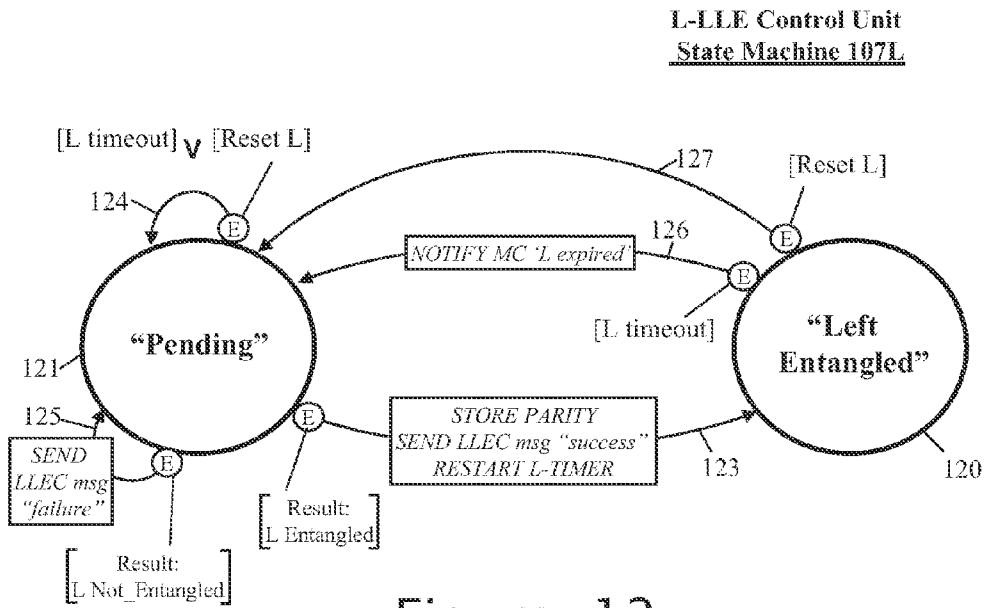 L-LLE Control Unit
State Machine 107L
[L timeout] V [Reset L]
127
[Reset L]
124
E
E
126
NOTIFY MC 'L expired'
E
"Pending"
[L timeout]
"Left
Entangled"
121
125
E
STORE PARITY
SEND LLEC msg "success"
RESTART L-TIMER
123
120
SEND
LLEC msg
"failure"
E
Result:
L Entangled
Result:
L Not_Entangled